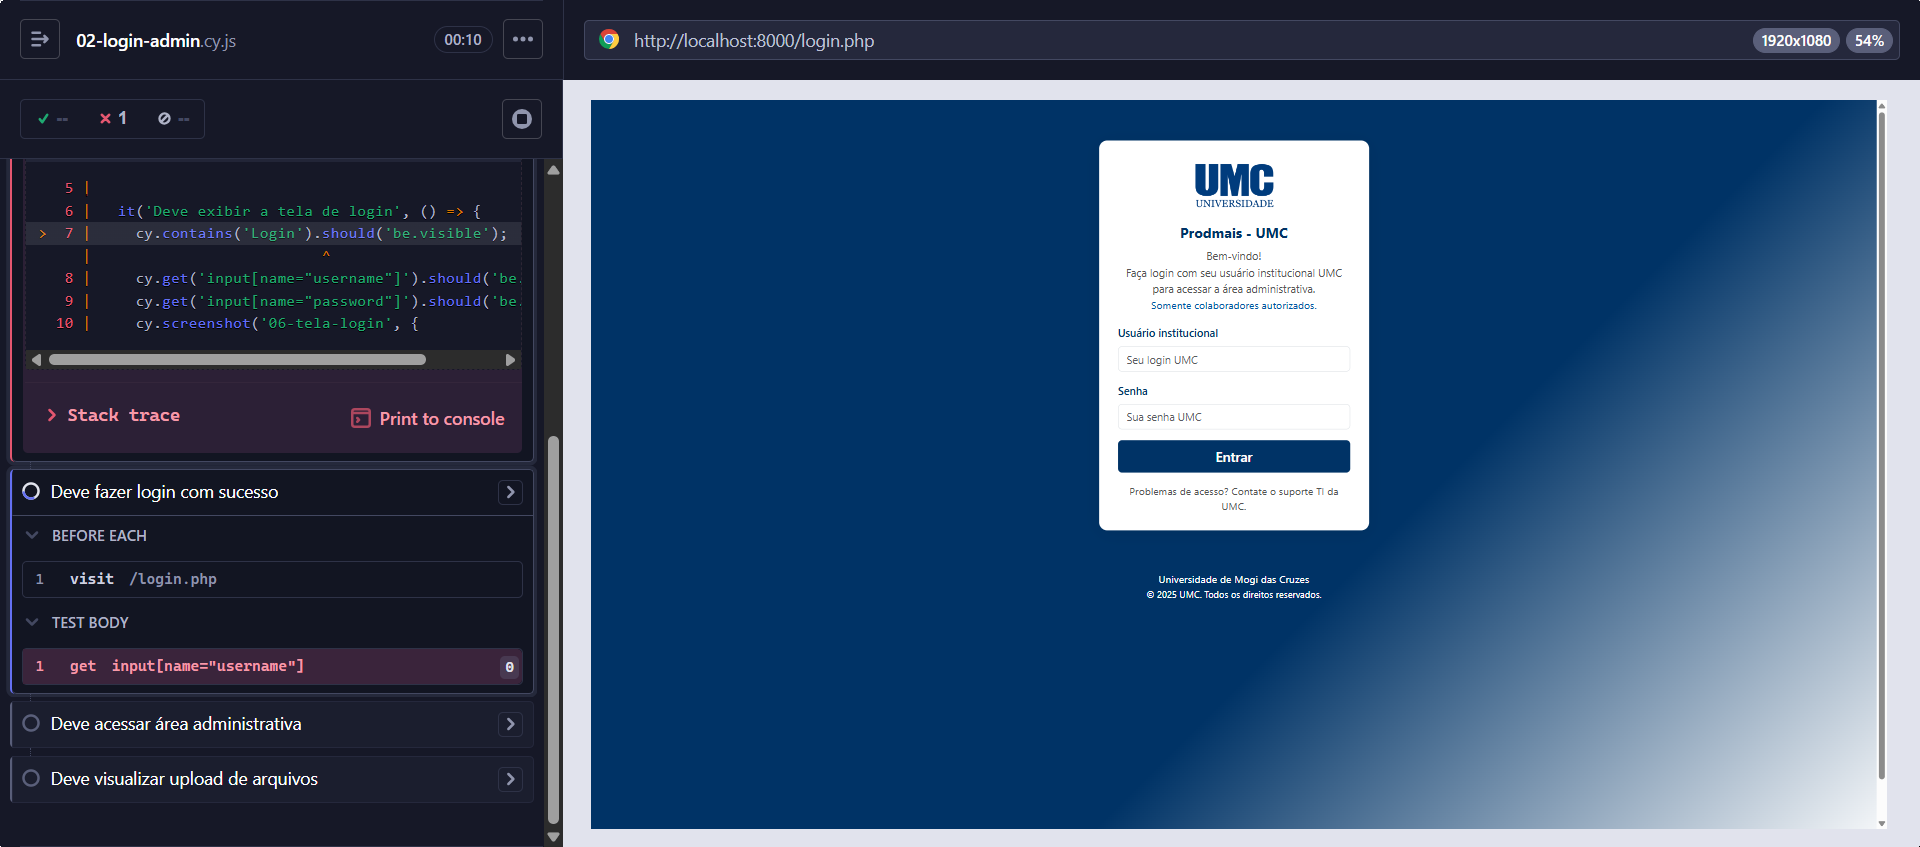 02-login-admin.cy.js
00:10
--
1
--
5 |
6 | it('Deve exibir a tela de login', () => {
> 7 | cy.contains('Login').should('be.visible');
| ^
8 | cy.get('input[name="username"]').should('be.
9 | cy.get('input[name="password"]').should('be.
10 | cy.screenshot('06-tela-login', {
Stack trace
Print to console
Deve fazer login com sucesso
BEFORE EACH
1 visit /login.php
TEST BODY
1 get input[name="username"] 0
Deve acessar área administrativa
Deve visualizar upload de arquivos
http://localhost:8000/login.php
1920x1080
54%
UMC
UNIVERSIDADE
Prodmais - UMC
Bem-vindo!
Faça login com seu usuário institucional UMC
para acessar a área administrativa.
Somente colaboradores autorizados.
Usuário institucional
Seu login UMC
Senha
Sua senha UMC
Entrar
Problemas de acesso? Contate o suporte TI da
UMC.
Universidade de Mogi das Cruzes
© 2025 UMC. Todos os direitos reservados.